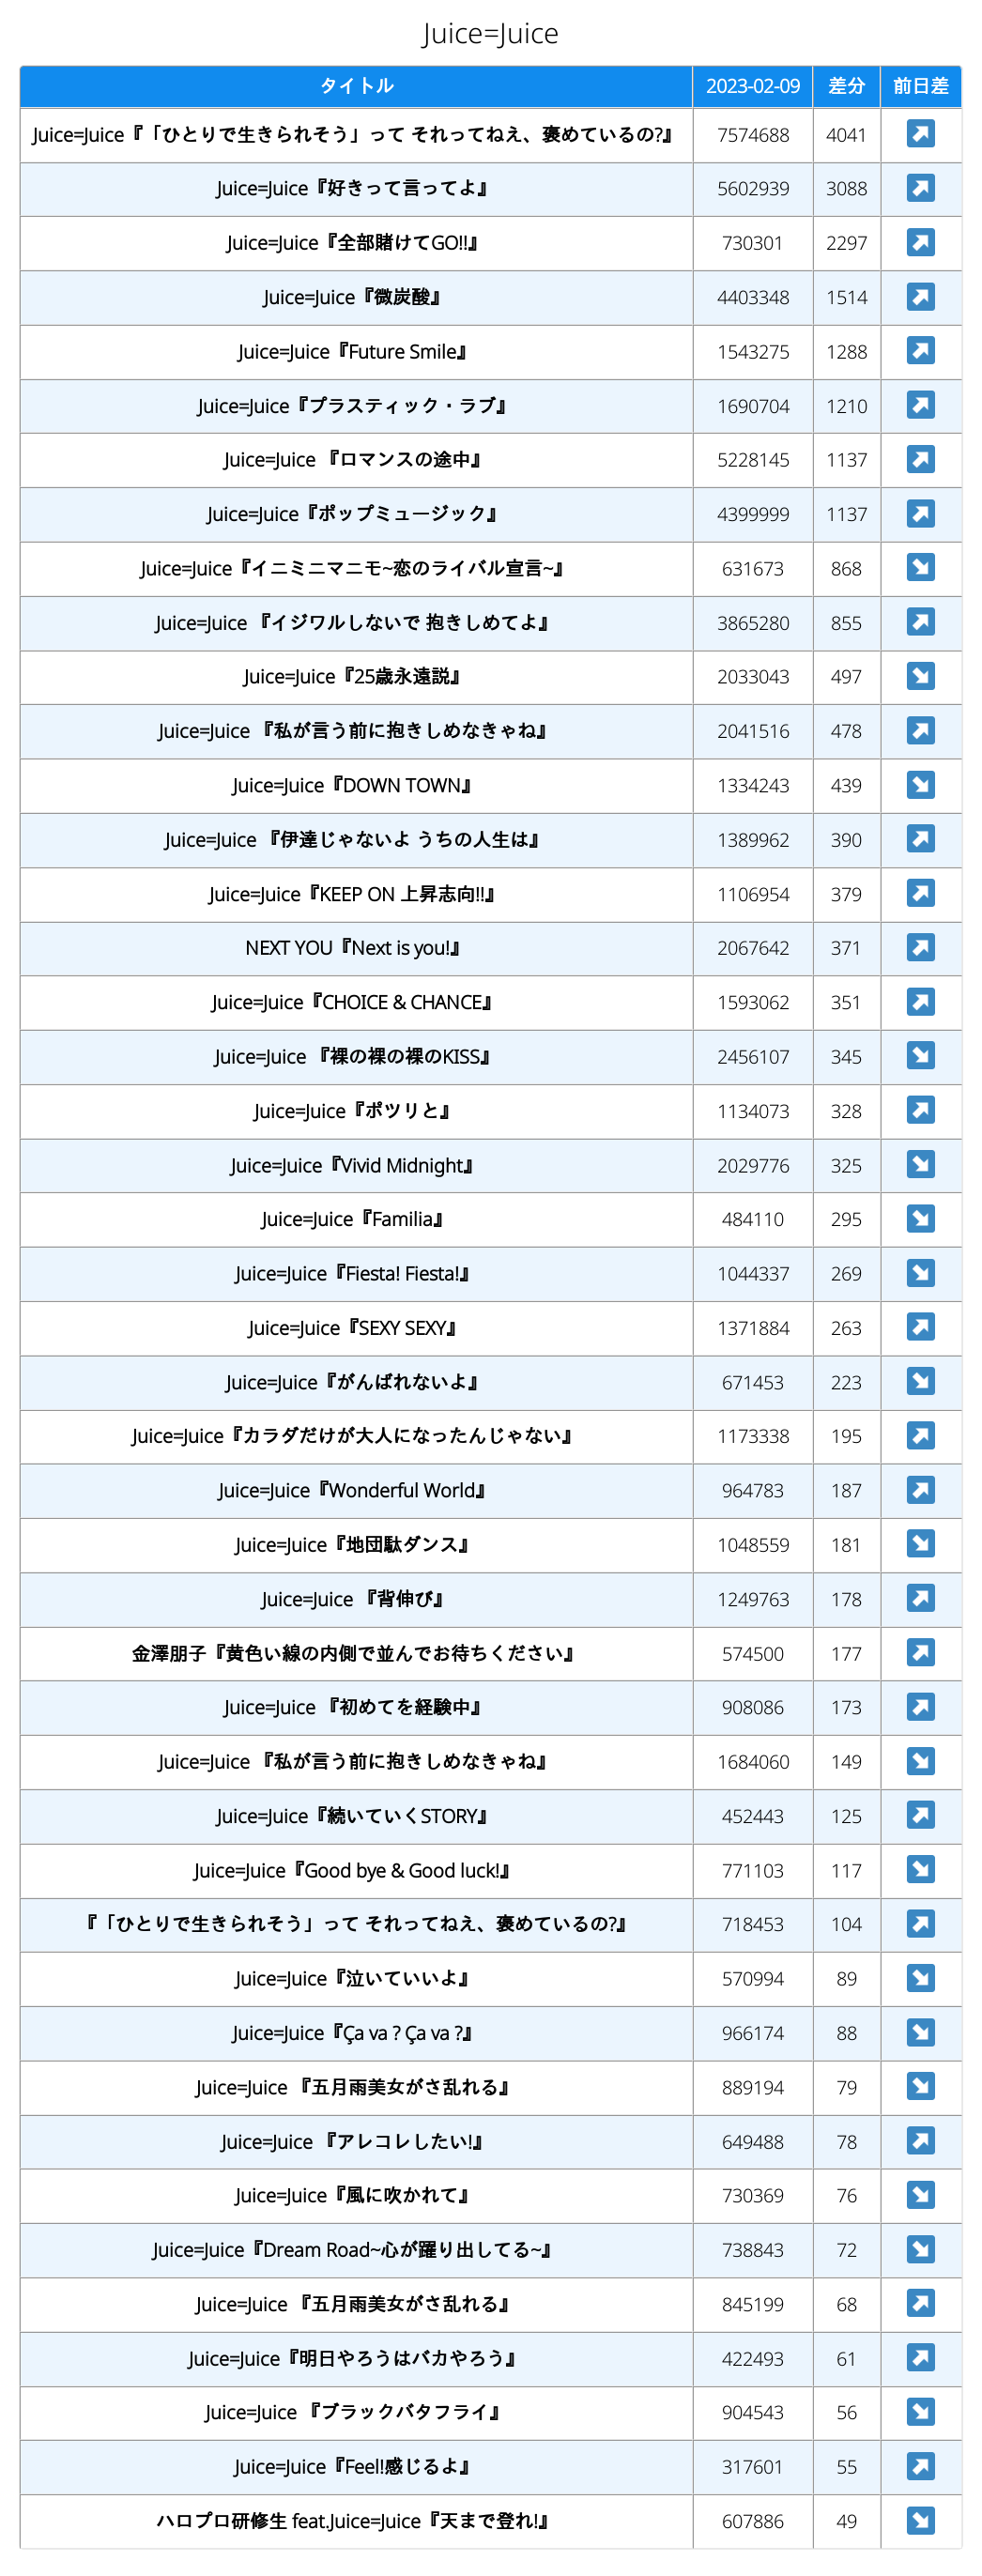 Juice=Juice
タイトル 2023-02-09 差分 前日差
Juice=Juice『「ひとりで生きられそう」って それってねえ、褒めているの?』 7574688 4041 ↗
Juice=Juice『好きって言ってよ』 5602939 3088 ↗
Juice=Juice『全部賭けてGO!!』 730301 2297 ↗
Juice=Juice『微炭酸』 4403348 1514 ↗
Juice=Juice『Future Smile』 1543275 1288 ↗
Juice=Juice『プラスティック・ラブ』 1690704 1210 ↗
Juice=Juice 『ロマンスの途中』 5228145 1137 ↗
Juice=Juice『ポップミュージック』 4399999 1137 ↗
Juice=Juice『イニミニマニモ~恋のライバル宣言~』 631673 868 ↘
Juice=Juice 『イジワルしないで 抱きしめてよ』 3865280 855 ↗
Juice=Juice『25歳永遠説』 2033043 497 ↘
Juice=Juice 『私が言う前に抱きしめなきゃね』 2041516 478 ↗
Juice=Juice『DOWN TOWN』 1334243 439 ↘
Juice=Juice 『伊達じゃないよ うちの人生は』 1389962 390 ↗
Juice=Juice『KEEP ON 上昇志向!!』 1106954 379 ↗
NEXT YOU『Next is you!』 2067642 371 ↗
Juice=Juice『CHOICE & CHANCE』 1593062 351 ↗
Juice=Juice 『裸の裸の裸のKISS』 2456107 345 ↘
Juice=Juice『ポツリと』 1134073 328 ↗
Juice=Juice『Vivid Midnight』 2029776 325 ↘
Juice=Juice『Familia』 484110 295 ↘
Juice=Juice『Fiesta! Fiesta!』 1044337 269 ↘
Juice=Juice『SEXY SEXY』 1371884 263 ↗
Juice=Juice『がんばれないよ』 671453 223 ↘
Juice=Juice『カラダだけが大人になったんじゃない』 1173338 195 ↗
Juice=Juice『Wonderful World』 964783 187 ↗
Juice=Juice『地団駄ダンス』 1048559 181 ↘
Juice=Juice 『背伸び』 1249763 178 ↗
金澤朋子『黄色い線の内側で並んでお待ちください』 574500 177 ↗
Juice=Juice 『初めてを経験中』 908086 173 ↗
Juice=Juice 『私が言う前に抱きしめなきゃね』 1684060 149 ↘
Juice=Juice『続いていくSTORY』 452443 125 ↗
Juice=Juice『Good bye & Good luck!』 771103 117 ↘
『「ひとりで生きられそう」って それってねえ、褒めているの?』 718453 104 ↗
Juice=Juice『泣いていいよ』 570994 89 ↘
Juice=Juice『Ça va ? Ça va ?』 966174 88 ↘
Juice=Juice 『五月雨美女がさ乱れる』 889194 79 ↘
Juice=Juice 『アレコレしたい!』 649488 78 ↗
Juice=Juice『風に吹かれて』 730369 76 ↘
Juice=Juice『Dream Road~心が躍り出してる~』 738843 72 ↘
Juice=Juice 『五月雨美女がさ乱れる』 845199 68 ↗
Juice=Juice『明日やろうはバカやろう』 422493 61 ↗
Juice=Juice 『ブラックバタフライ』 904543 56 ↘
Juice=Juice『Feel!感じるよ』 317601 55 ↗
ハロプロ研修生 feat.Juice=Juice『天まで登れ!』 607886 49 ↘